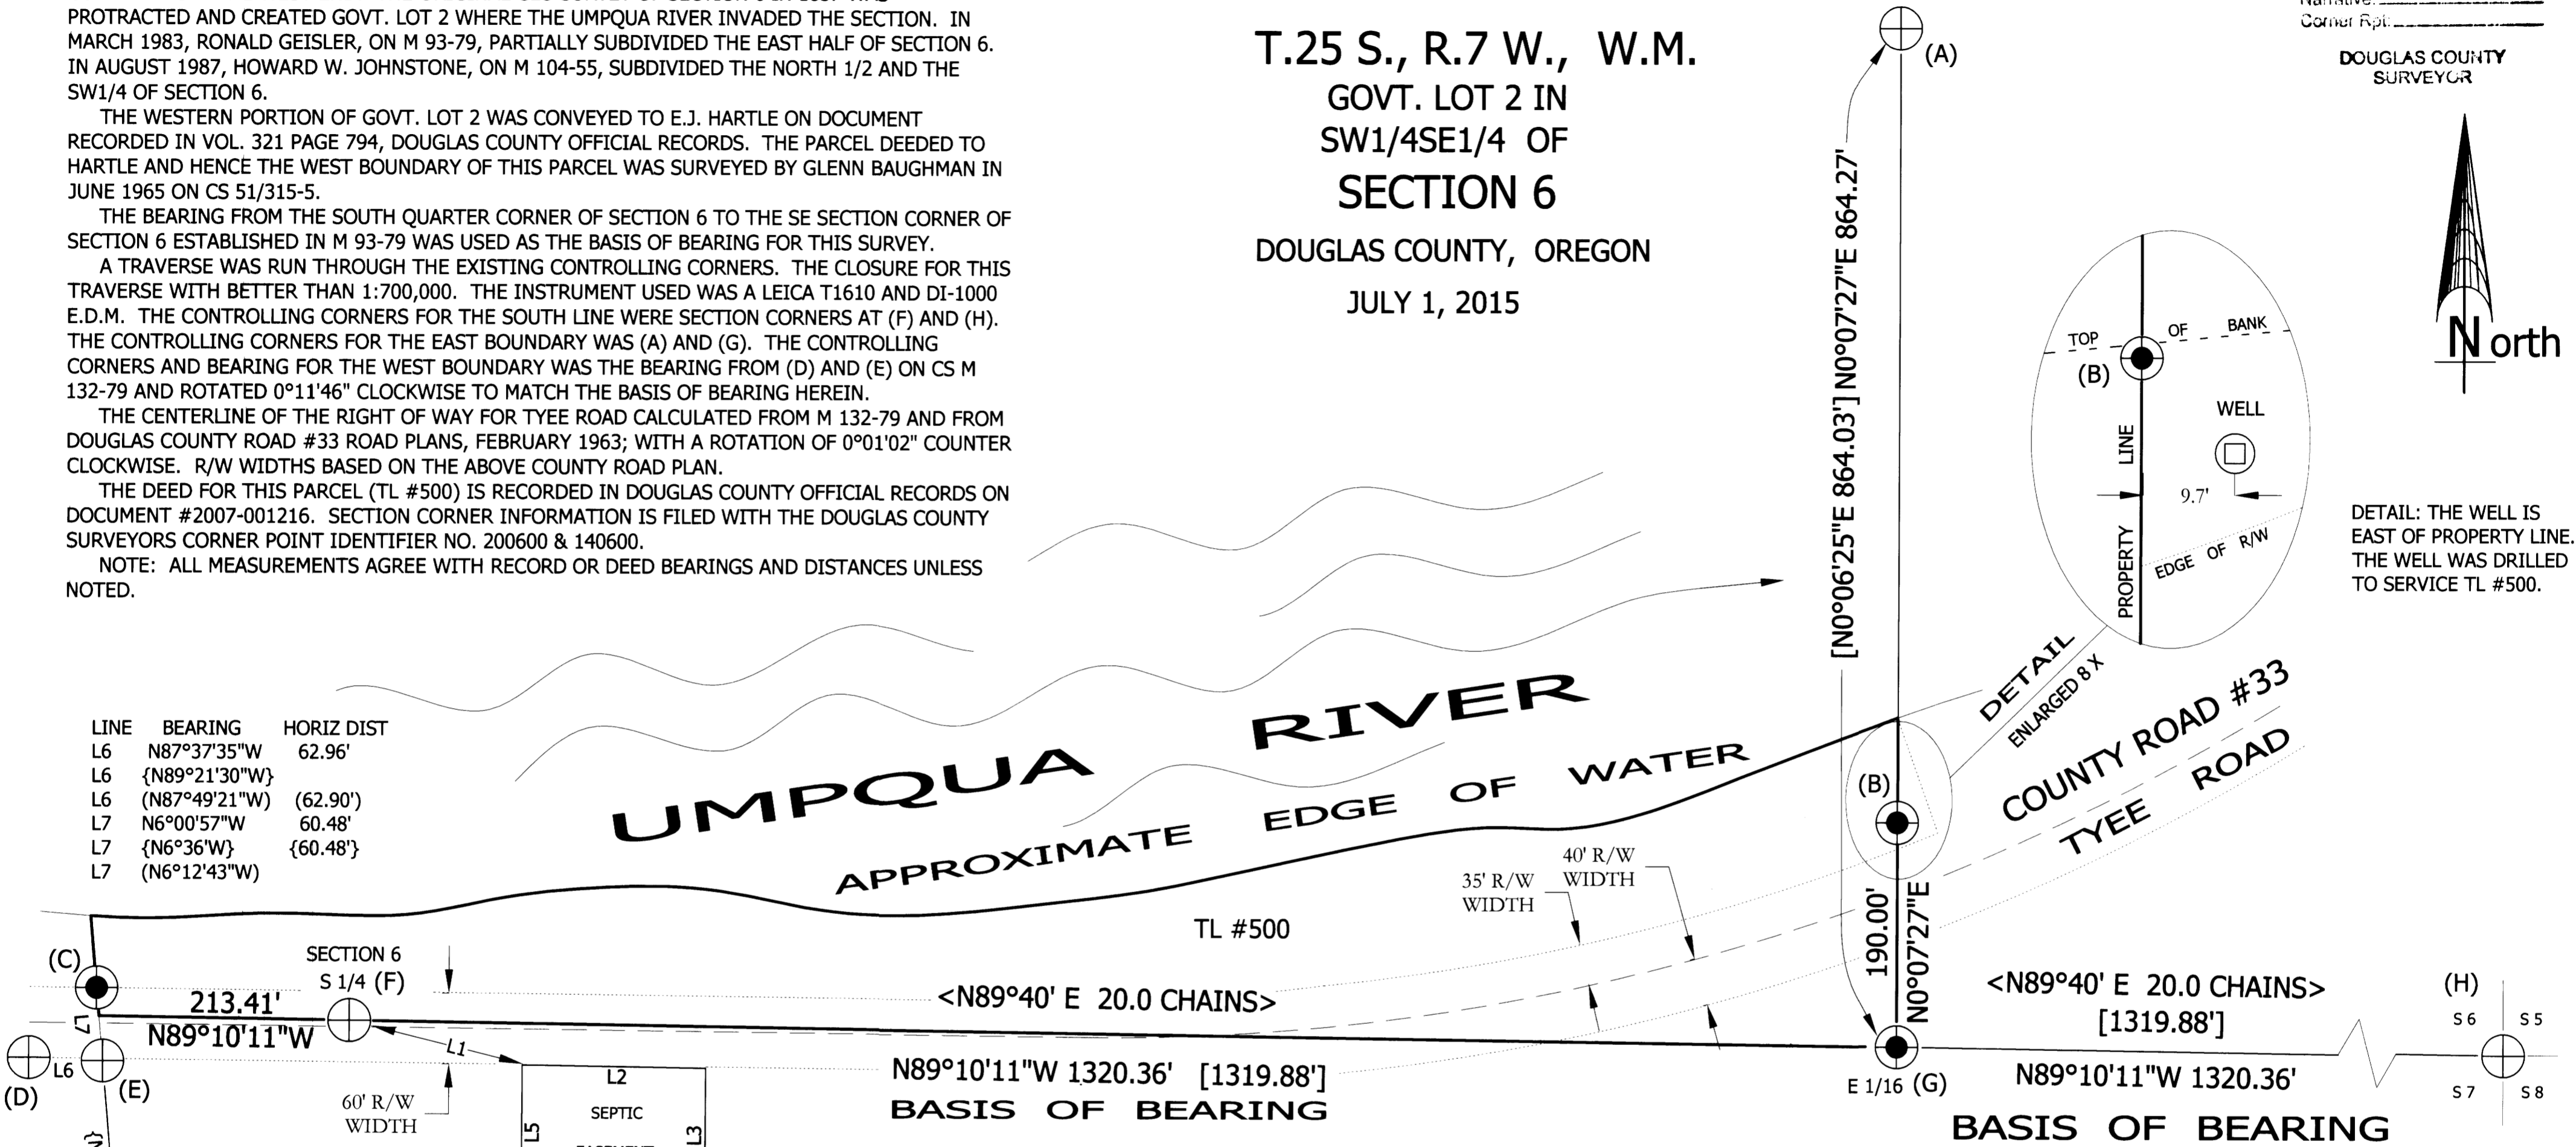 PROTRACTED AND CREATED GOVT. LOT 2 WHERE THE UMPQUA RIVER INVADED THE SECTION. IN
MARCH 1983, RONALD GEISLER, ON M 93-79, PARTIALLY SUBDIVIDED THE EAST HALF OF SECTION 6.
IN AUGUST 1987, HOWARD W. JOHNSTONE, ON M 104-55, SUBDIVIDED THE NORTH 1/2 AND THE
SW1/4 OF SECTION 6.
THE WESTERN PORTION OF GOVT. LOT 2 WAS CONVEYED TO E.J. HARTLE ON DOCUMENT
RECORDED IN VOL. 321 PAGE 794, DOUGLAS COUNTY OFFICIAL RECORDS. THE PARCEL DEEDED TO
HARTLE AND HENCE THE WEST BOUNDARY OF THIS PARCEL WAS SURVEYED BY GLENN BAUGHMAN IN
JUNE 1965 ON CS 51/315-5.
THE BEARING FROM THE SOUTH QUARTER CORNER OF SECTION 6 TO THE SE SECTION CORNER OF
SECTION 6 ESTABLISHED IN M 93-79 WAS USED AS THE BASIS OF BEARING FOR THIS SURVEY.
A TRAVERSE WAS RUN THROUGH THE EXISTING CONTROLLING CORNERS. THE CLOSURE FOR THIS
TRAVERSE WITH BETTER THAN 1:700,000. THE INSTRUMENT USED WAS A LEICA T1610 AND DI-1000
E.D.M. THE CONTROLLING CORNERS FOR THE SOUTH LINE WERE SECTION CORNERS AT (F) AND (H).
THE CONTROLLING CORNERS FOR THE EAST BOUNDARY WAS (A) AND (G). THE CONTROLLING
CORNERS AND BEARING FOR THE WEST BOUNDARY WAS THE BEARING FROM (D) AND (E) ON CS M
132-79 AND ROTATED 0°11'46" CLOCKWISE TO MATCH THE BASIS OF BEARING HEREIN.
THE CENTERLINE OF THE RIGHT OF WAY FOR TYEE ROAD CALCULATED FROM M 132-79 AND FROM
DOUGLAS COUNTY ROAD #33 ROAD PLANS, FEBRUARY 1963; WITH A ROTATION OF 0°01'02" COUNTER
CLOCKWISE. R/W WIDTHS BASED ON THE ABOVE COUNTY ROAD PLAN.
THE DEED FOR THIS PARCEL (TL #500) IS RECORDED IN DOUGLAS COUNTY OFFICIAL RECORDS ON
DOCUMENT #2007-001216. SECTION CORNER INFORMATION IS FILED WITH THE DOUGLAS COUNTY
SURVEYORS CORNER POINT IDENTIFIER NO. 200600 & 140600.
NOTE: ALL MEASUREMENTS AGREE WITH RECORD OR DEED BEARINGS AND DISTANCES UNLESS
NOTED.
T.25 S., R.7 W., W.M.
GOVT. LOT 2 IN
SW1/4SE1/4 OF
SECTION 6
DOUGLAS COUNTY, OREGON
JULY 1, 2015
(A)
[N0°06'25"E 864.03'] N0°07'27"E 864.27'
Narrative:
Corner Rpt:
DOUGLAS COUNTY
SURVEYOR
North
TOP OF BANK
(B)
WELL
PROPERTY LINE
9.7'
EDGE OF R/W
DETAIL: THE WELL IS
EAST OF PROPERTY LINE.
THE WELL WAS DRILLED
TO SERVICE TL #500.
DETAIL
ENLARGED 8 X
COUNTY ROAD #33
TYEE ROAD
LINE BEARING HORIZ DIST
L6 N87°37'35"W 62.96'
L6 {N89°21'30"W}
L6 (N87°49'21"W) (62.90')
L7 N6°00'57"W 60.48'
L7 {N6°36'W} {60.48'}
L7 (N6°12'43"W)
UMPQUA RIVER
APPROXIMATE EDGE OF WATER
(B)
40' R/W
WIDTH
35' R/W
WIDTH
TL #500
190.00'
N0°07'27"E
(C)
SECTION 6
S 1/4 (F)
213.41'
N89°10'11"W
L7
<N89°40' E 20.0 CHAINS>
<N89°40' E 20.0 CHAINS>
[1319.88']
(H)
S 6 S 5
S 7 S 8
(D)
L6
(E)
L1
L2
N89°10'11"W 1320.36' [1319.88']
BASIS OF BEARING
E 1/16 (G)
N89°10'11"W 1320.36'
BASIS OF BEARING
60' R/W
WIDTH
L5
SEPTIC
L3